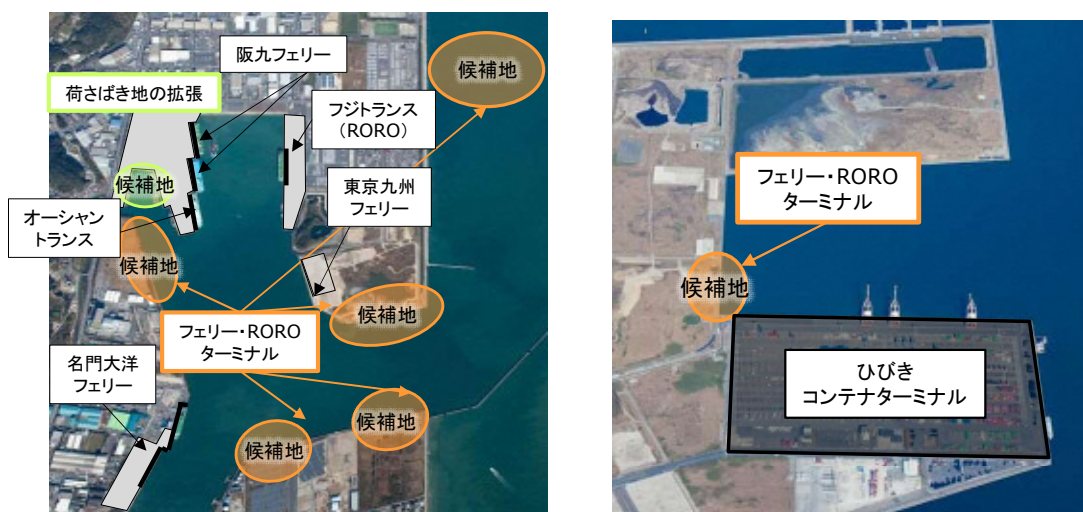 阪九フェリー
荷さばき地の拡張
候補地
フジトランス
(RORO)
候補地
東京九州
フェリー
オーシャン
トランス
候補地
候補地
フェリー・RORO
ターミナル
名門大洋
フェリー
候補地
候補地
フェリー・RORO
ターミナル
候補地
ひびき
コンテナターミナル